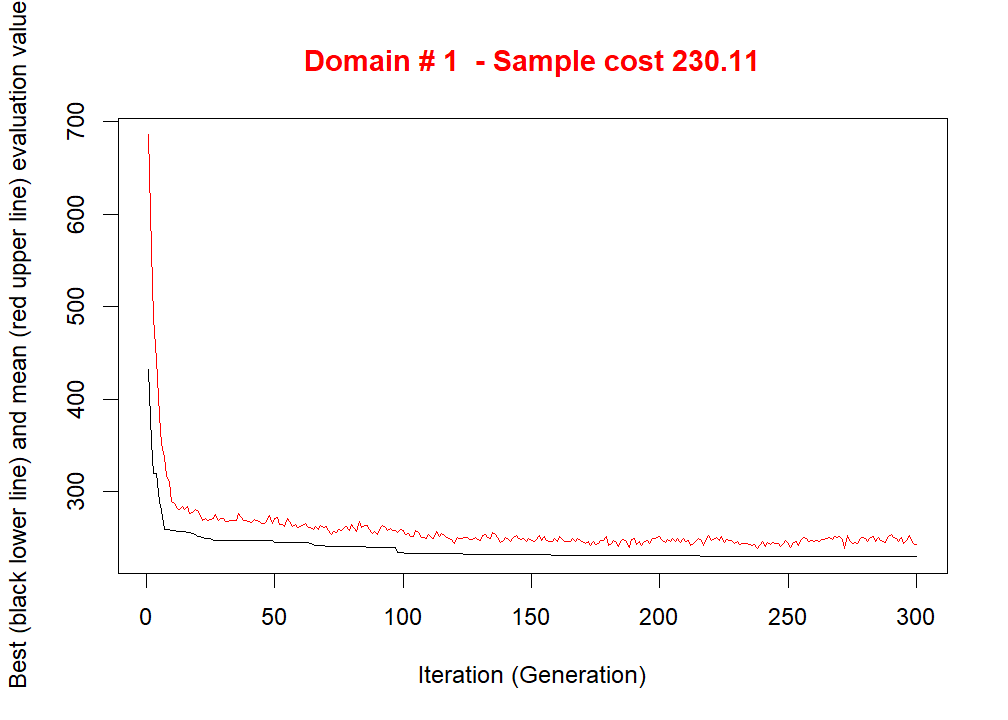 Domain # 1 - Sample cost 230.11
Best (black lower line) and mean (red upper line) evaluation value
700
600
500
400
300
0 50 100 150 200 250 300
Iteration (Generation)